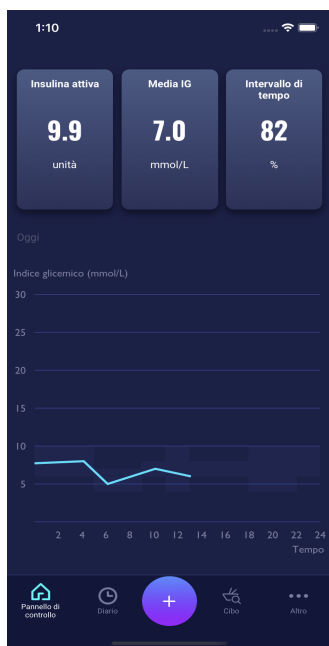 1:10
Insulina attiva
9.9
unità
Media IG
7.0
mmol/L
Intervallo di
tempo
82
%
Oggi
Indice glicemico (mmol/L)
30
25
20
15
10
5
2 4 6 8 10 12 14 16 18 20 22 24
Tempo
Pannello di
controllo
Diario
+
Cibo
Altro